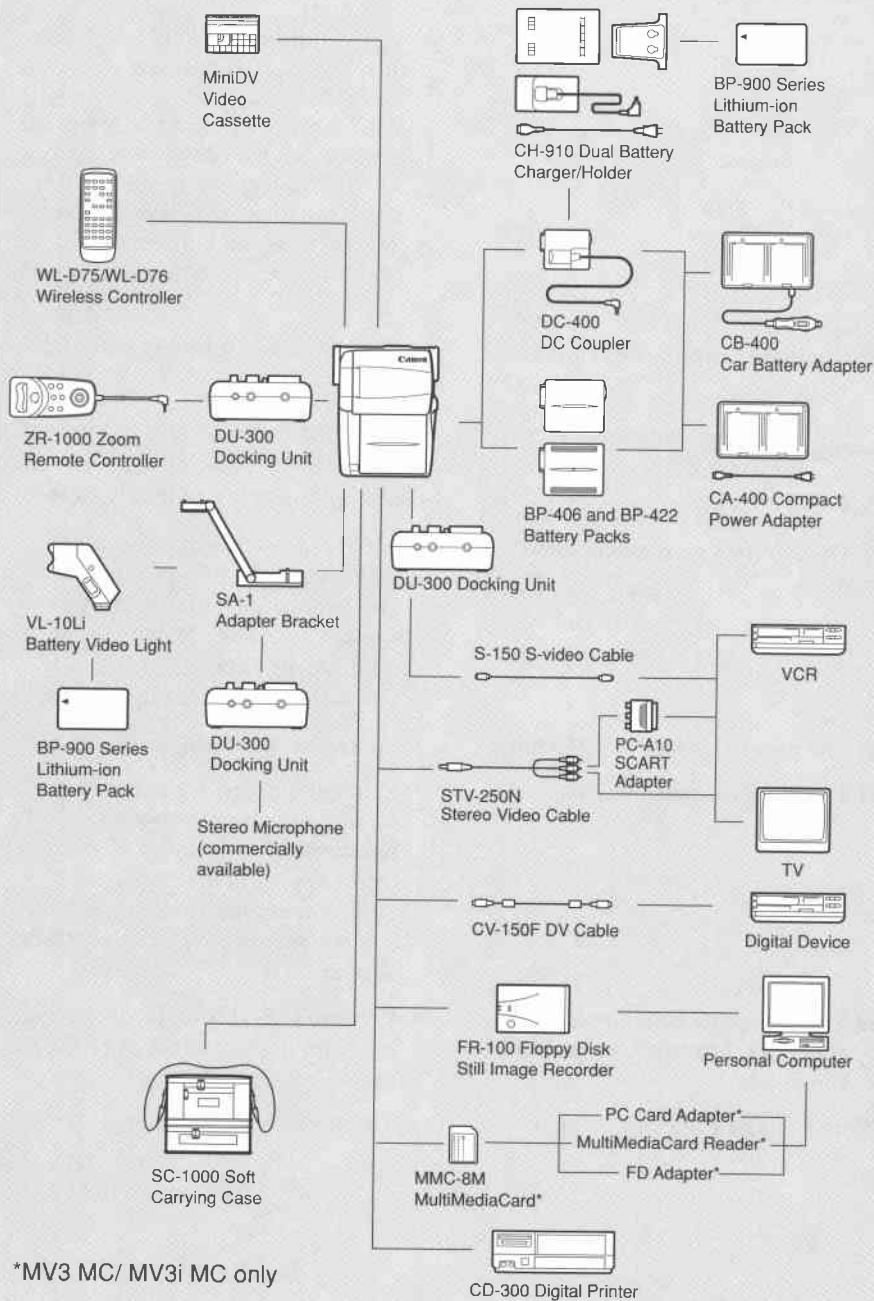 MiniDV
Video
Cassette
BP-900 Series
Lithium-ion
Battery Pack
CH-910 Dual Battery
Charger/Holder
WL-D75/WL-D76
Wireless Controller
DC-400
DC Coupler
CB-400
Car Battery Adapter
Canon
ZR-1000 Zoom
Remote Controller
DU-300
Docking Unit
BP-406 and BP-422
Battery Packs
CA-400 Compact
Power Adapter
DU-300 Docking Unit
VL-10Li
Battery Video Light
SA-1
Adapter Bracket
S-150 S-video Cable
VCR
BP-900 Series
Lithium-ion
Battery Pack
DU-300
Docking Unit
PC-A10
SCART
Adapter
STV-250N
Stereo Video Cable
Stereo Microphone
(commercially
available)
TV
CV-150F DV Cable
Digital Device
FR-100 Floppy Disk
Still Image Recorder
Personal Computer
SC-1000 Soft
Carrying Case
PC Card Adapter*
MultiMediaCard Reader*
FD Adapter*
MMC-8M
MultiMediaCard*
*MV3 MC/ MV3i MC only
CD-300 Digital Printer